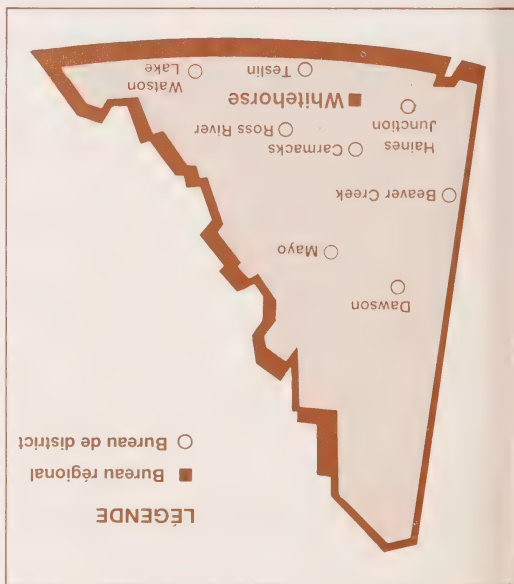 LÉGENDE
Bureau régional
Bureau de district
Dawson
Mayo
Beaver Creek
Haines
Junction
Carmacks
Ross River
Whitehorse
Teslin
Watson
Lake